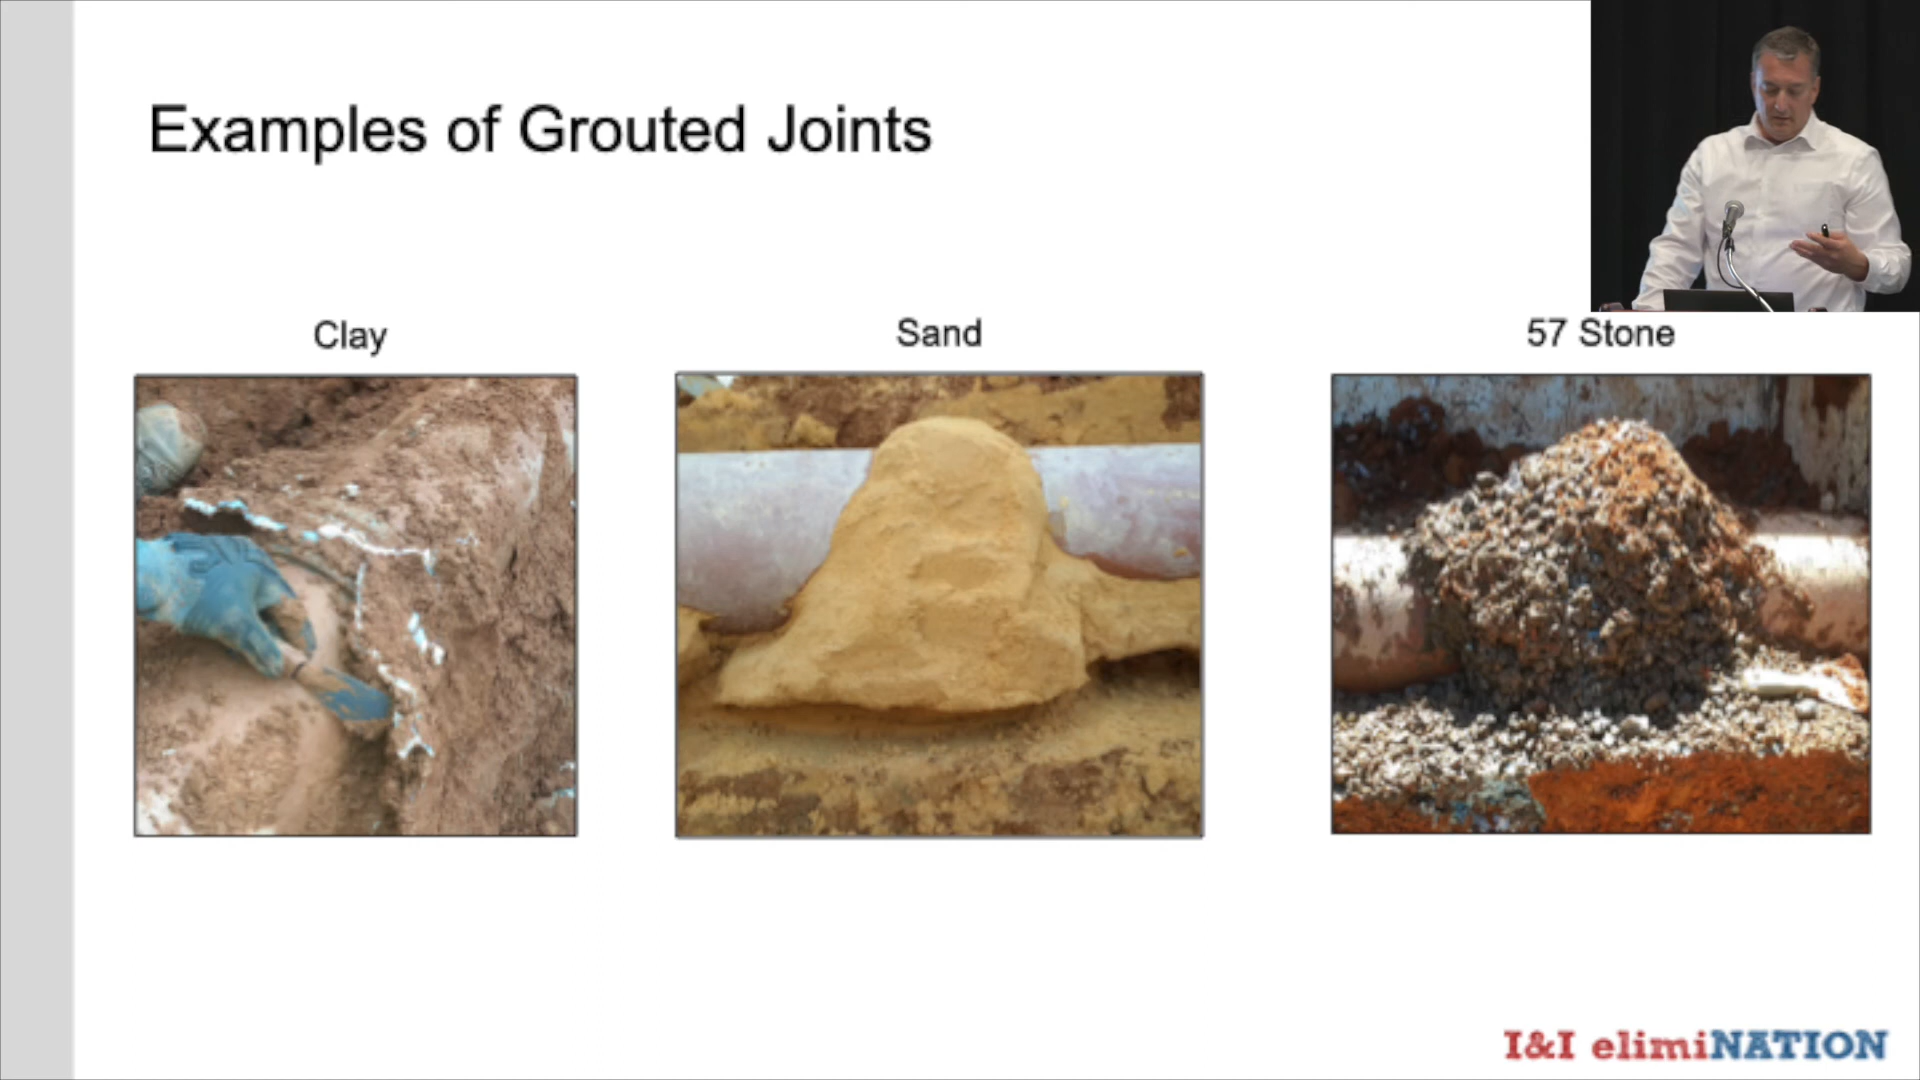 Examples of Grouted Joints
Clay
Sand
57 Stone
I&I elimiNATION